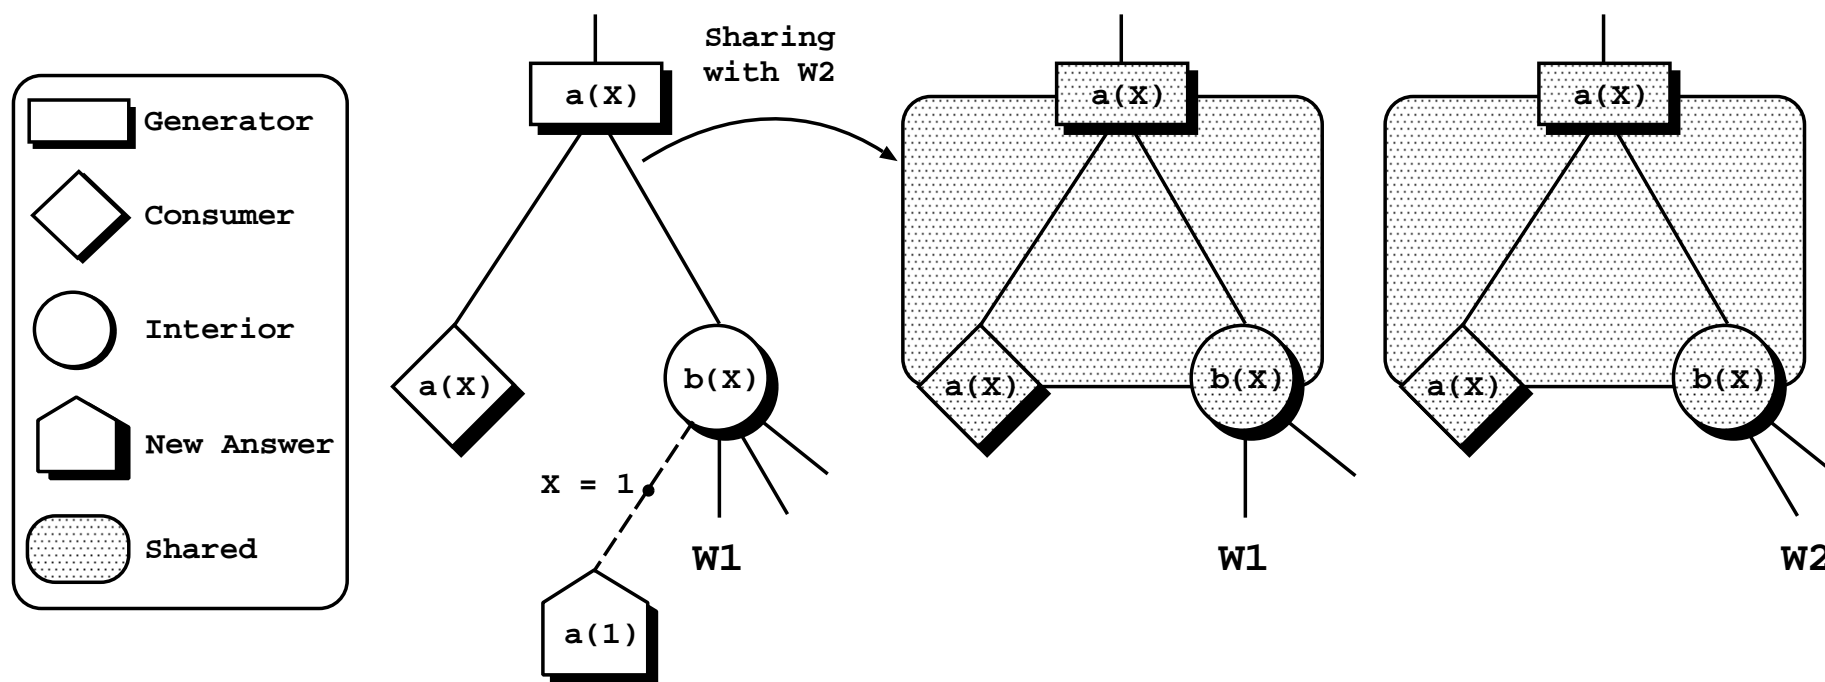 Generator
Consumer
Interior
New Answer
Shared
a(X)
a(X)
b(X)
X = 1
a(1)
W1
Sharing
with W2
a(X)
a(X)
b(X)
W1
a(X)
a(X)
b(X)
W2